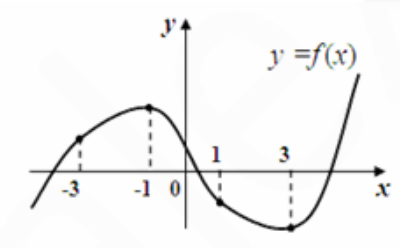 y
y =f(x)
1 3
-3 -1 0 x